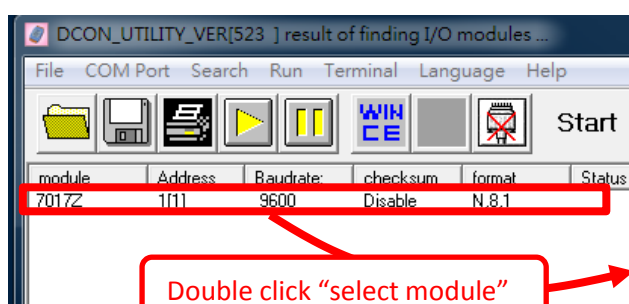 DCON_UTILITY_VER[523 ] result of finding I/O modules ...
File COM Port Search Run Terminal Language Help
WIN CE Start
module Address Baudrate: checksum format Status
7017Z 1[1] 9600 Disable N.8.1
Double click “select module”